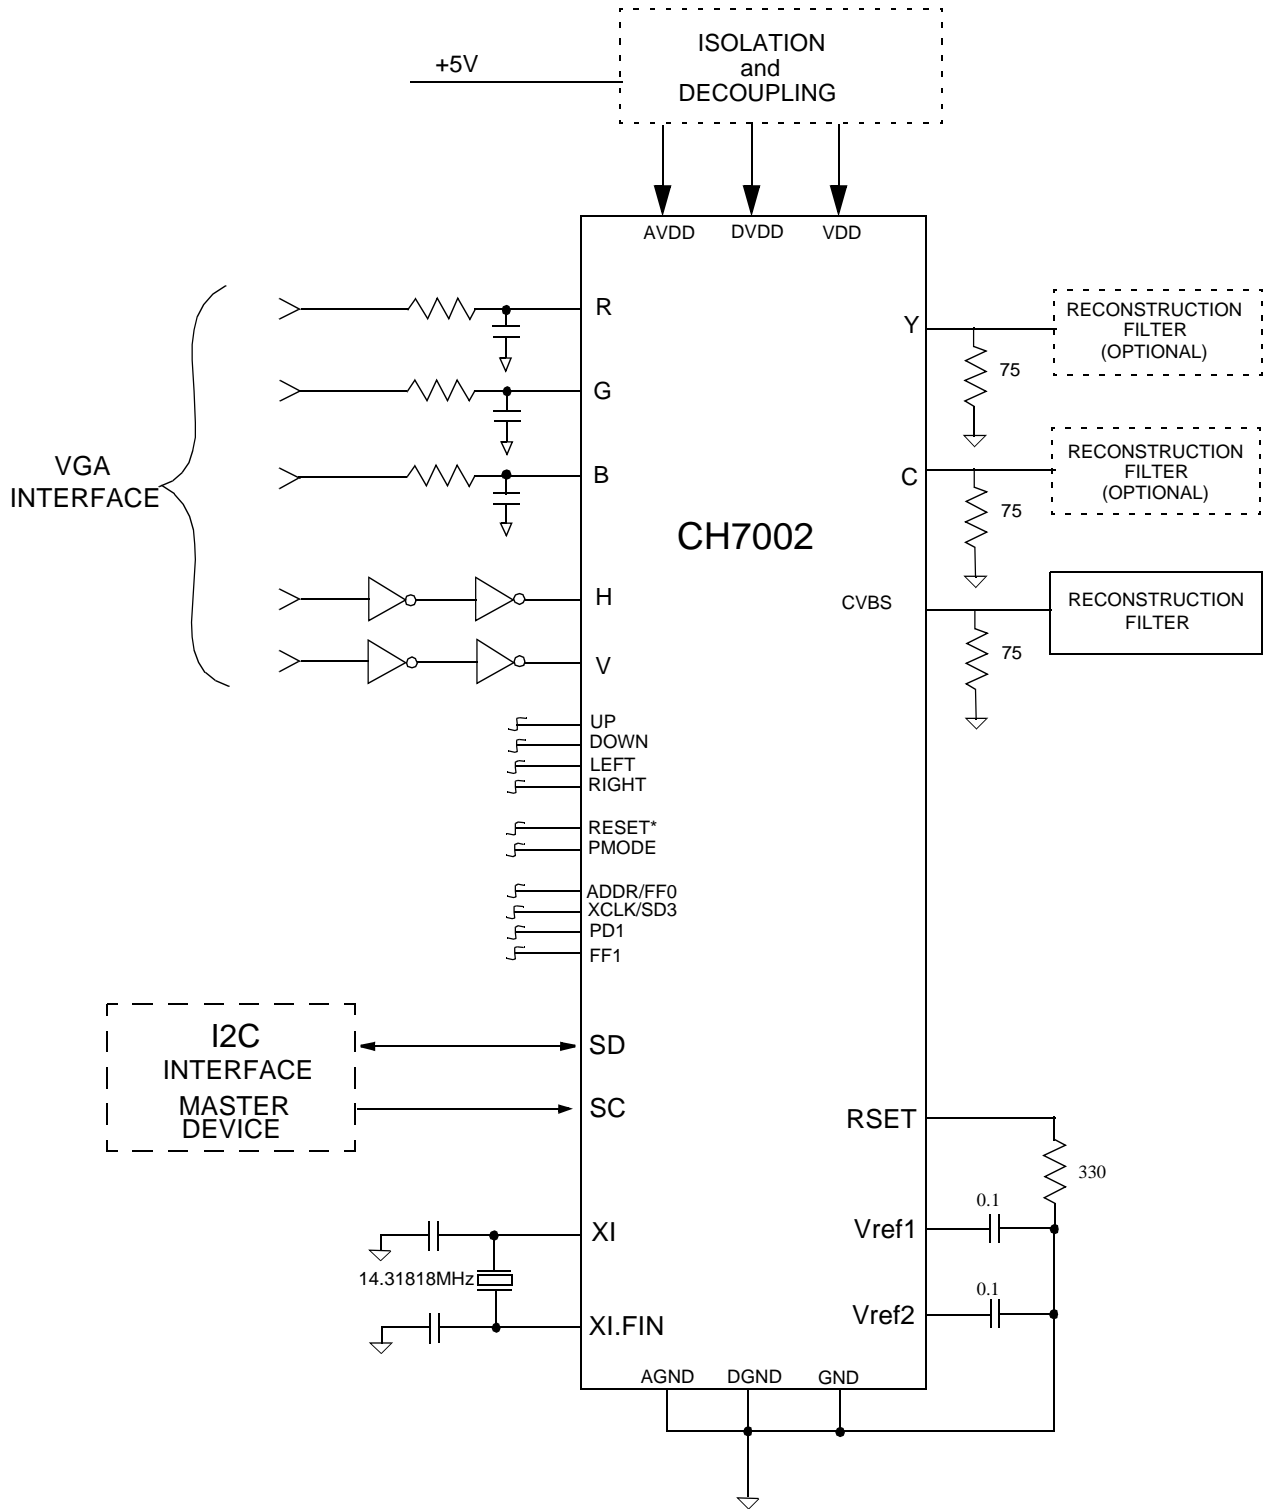 +5V
ISOLATION
and
DECOUPLING
AVDD DVDD VDD
R
G
B
H
V
VGA
INTERFACE
CH7002
Y
C
CVBS
RECONSTRUCTION
FILTER
(OPTIONAL)
75
RECONSTRUCTION
FILTER
(OPTIONAL)
75
RECONSTRUCTION
FILTER
75
UP
DOWN
LEFT
RIGHT
RESET*
PMODE
ADDR/FF0
XCLK/SD3
PD1
FF1
I2C
INTERFACE
MASTER
DEVICE
SD
SC
RSET
330
0.1
Vref1
0.1
Vref2
XI
14.31818MHz
XI.FIN
AGND DGND GND